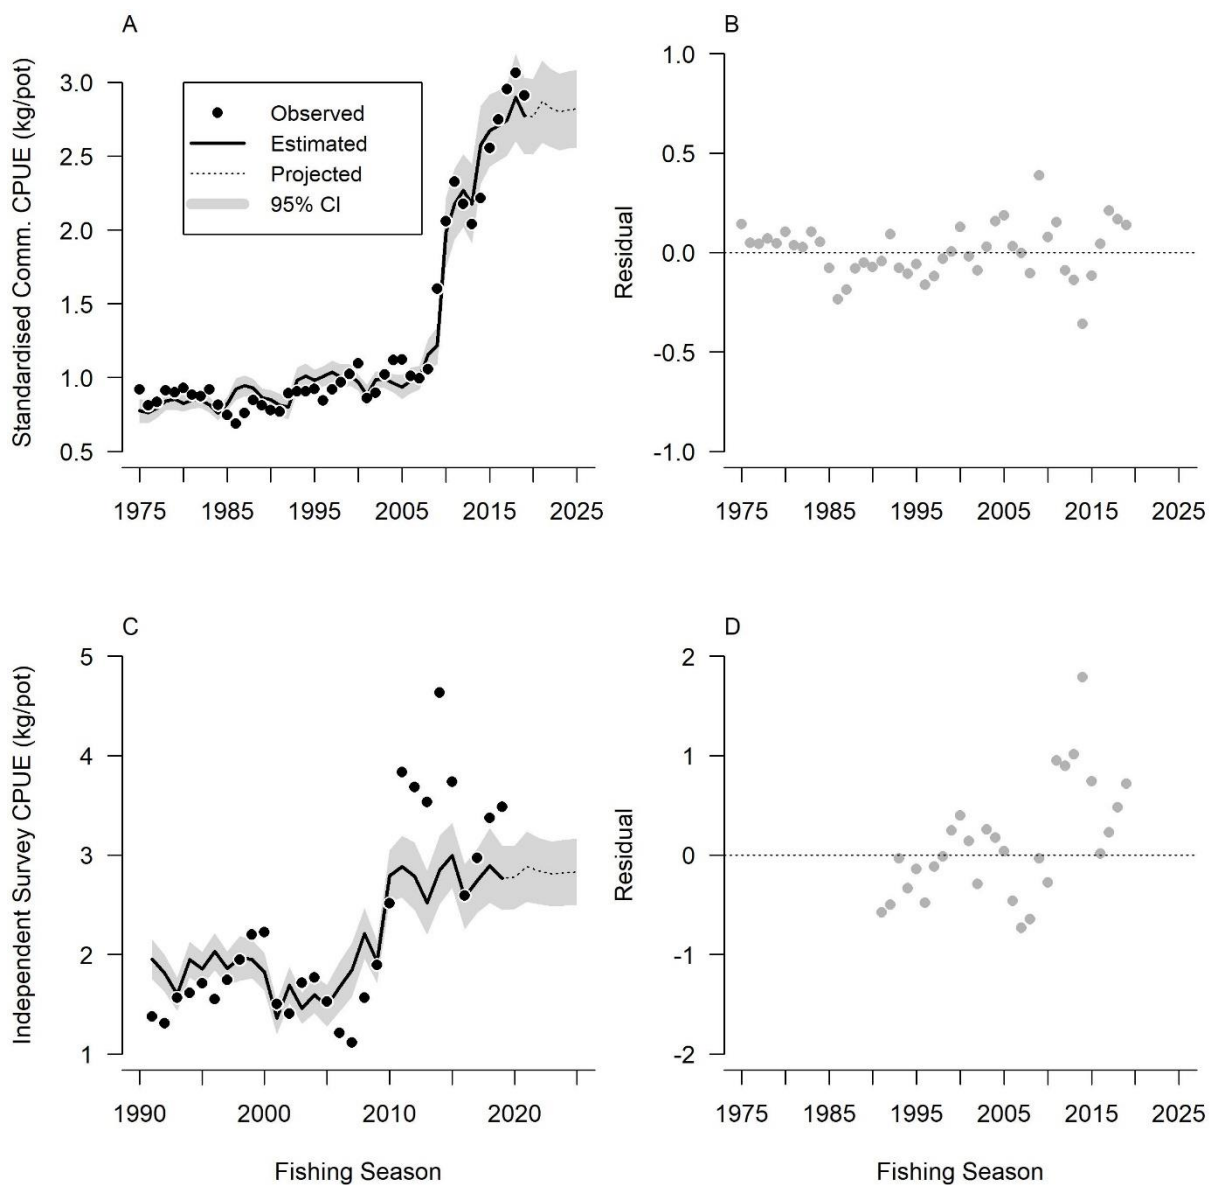 A
Standardised Comm. CPUE (kg/pot)
3.0
2.5
2.0
1.5
1.0
0.5
Observed
Estimated
Projected
95% CI
1975 1985 1995 2005 2015 2025
B
Residual
1.0
0.5
0.0
-0.5
-1.0
1975 1985 1995 2005 2015 2025
C
Independent Survey CPUE (kg/pot)
5
4
3
2
1
1990 2000 2010 2020
Fishing Season
D
Residual
2
1
0
-1
-2
1975 1985 1995 2005 2015 2025
Fishing Season